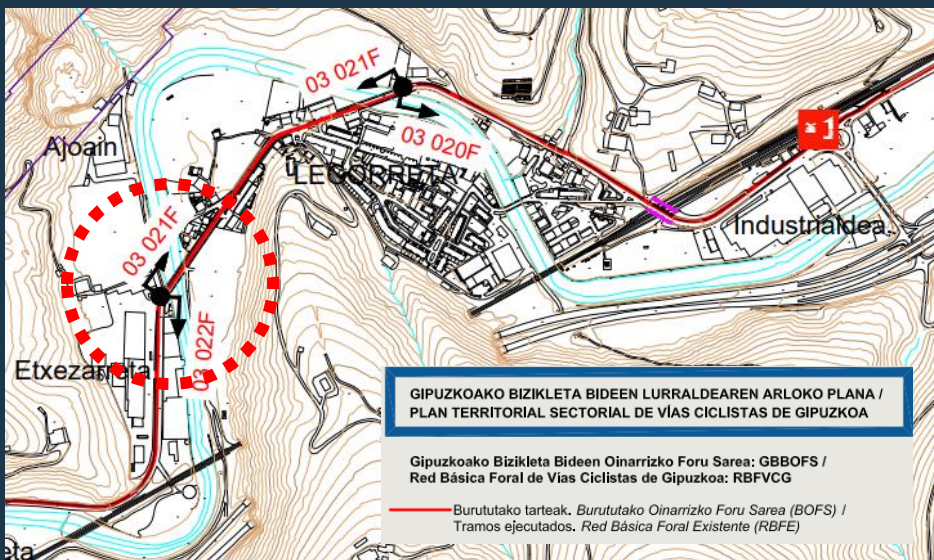 03 021F
03 020F
Ajoain
LEGORRETA
03 021F
Industrialdea
03 022F
Etxezarreta
GIPUZKOAKO BIZIKLETA BIDEEN LURRALDEAREN ARLOKO PLANA /
PLAN TERRITORIAL SECTORIAL DE VÍAS CICLISTAS DE GIPUZKOA
Gipuzkoako Bizikleta Bideen Oinarrizko Foru Sarea: GBBOFS /
Red Básica Foral de Vias Ciclistas de Gipuzkoa: RBFVCG
Burututako tarteak. Burututako Oinarrizko Foru Sarea (BOFS) /
Tramos ejecutados. Red Básica Foral Existente (RBFE)
eta